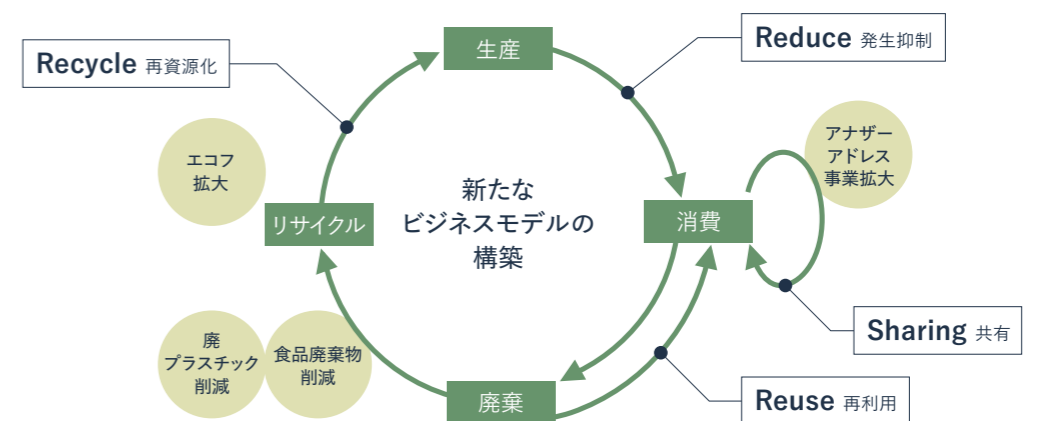 生産
Reduce 発生抑制
Recycle 再資源化
エコフ
拡大
アナザー
アドレス
事業拡大
新たな
ビジネスモデルの
構築
リサイクル
消費
Sharing 共有
廃
プラスチック
削減
食品廃棄物
削減
廃棄
Reuse 再利用